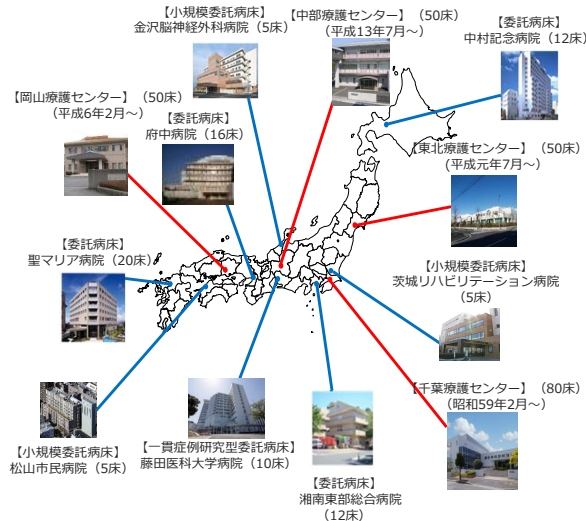 【小規模委託病床】
金沢脳神経外科病院（5床）
【中部療護センター】（50床）
（平成13年7月～）
【委託病床】
中村記念病院（12床）
【岡山療護センター】（50床）
（平成6年2月～）
【委託病床】
府中病院（16床）
【東北療護センター】（50床）
（平成元年7月～）
【委託病床】
聖マリア病院（20床）
【小規模委託病床】
茨城リハビリテーション病院
（5床）
【千葉療護センター】（80床）
（昭和59年2月～）
【小規模委託病床】
松山市民病院（5床）
【一貫症例研究型委託病床】
藤田医科大学病院（10床）
【委託病床】
湘南東部総合病院
（12床）